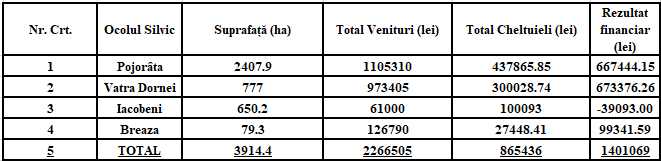 Nr. Crt. Ocolul Silvic Suprafață (ha) Total Venituri (lei) Total Cheltuieli (lei) Rezultat financiar (lei)
1 Pojorâta 2407.9 1105310 437865.85 667444.15
2 Vatra Dornei 777 973405 300028.74 673376.26
3 Iacobeni 650.2 61000 100093 -39093.00
4 Breaza 79.3 126790 27448.41 99341.59
5 TOTAL 3914.4 2266505 865436 1401069